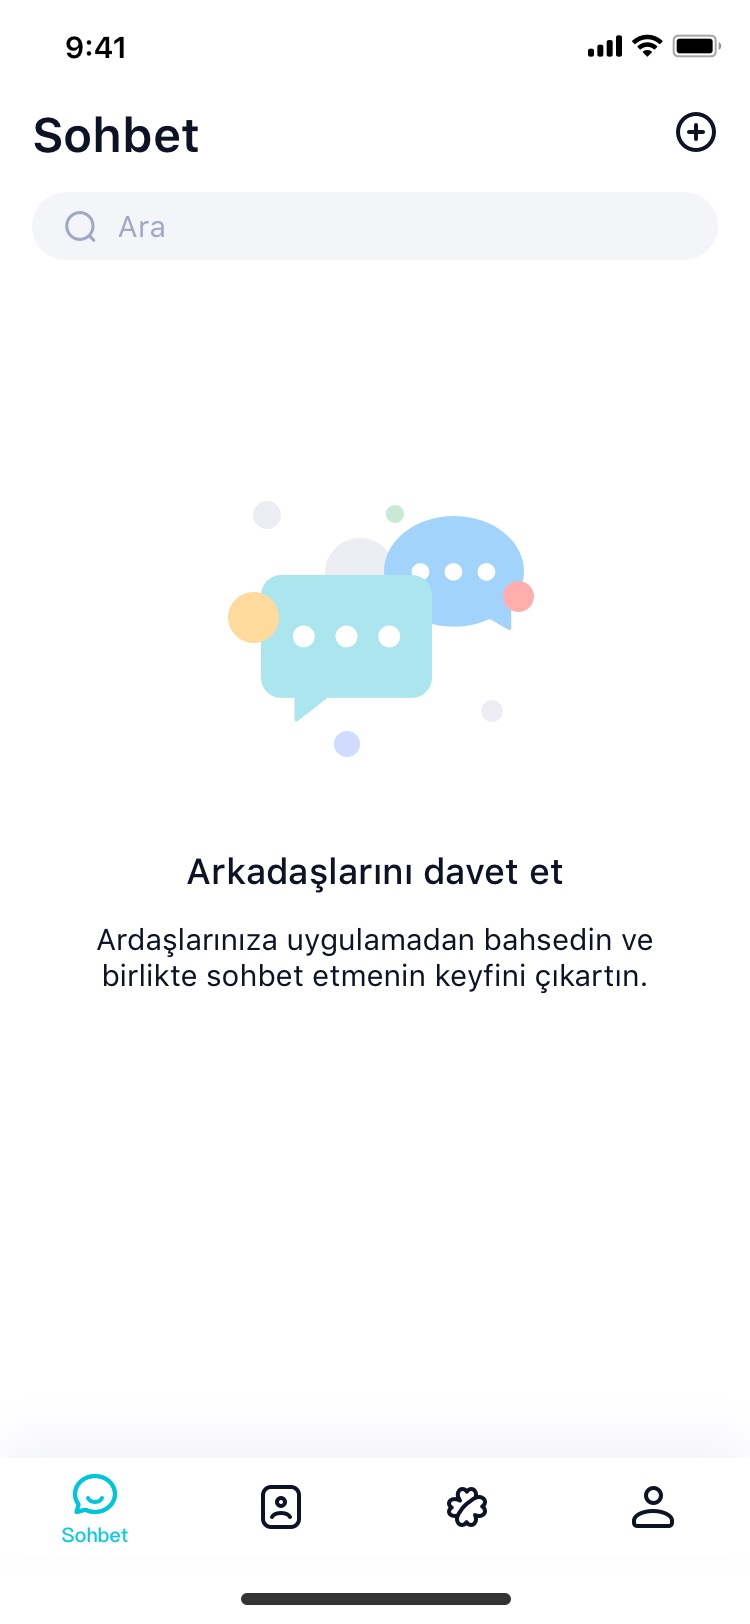 9:41
Sohbet
Ara
Arkadaşlarını davet et
Ardaşlarınıza uygulamadan bahsedin ve
birlikte sohbet etmenin keyfini çıkartın.
Sohbet